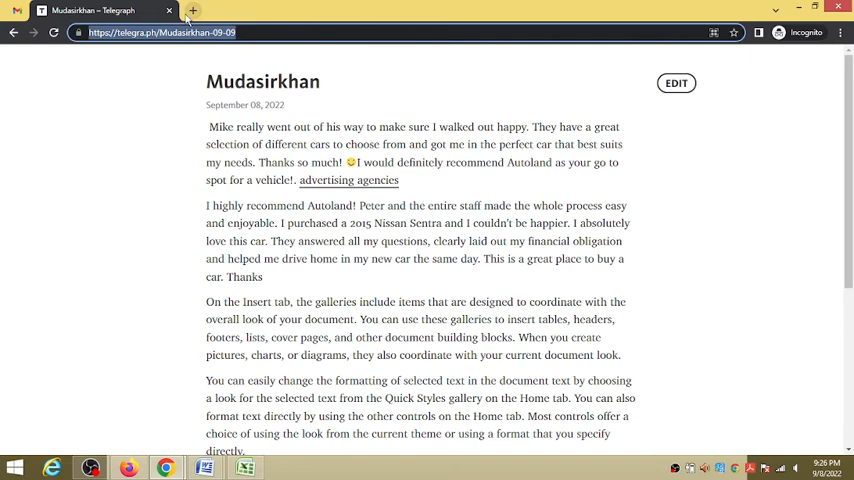 Mudasirkhan – Telegraph
https://telegra.ph/Mudasirkhan-09-09
Incognito
Mudasirkhan
EDIT
September 08, 2022
Mike really went out of his way to make sure I walked out happy. They have a great
selection of different cars to choose from and got me in the perfect car that best suits
my needs. Thanks so much! 😊I would definitely recommend Autoland as your go to
spot for a vehicle!. advertising agencies
I highly recommend Autoland! Peter and the entire staff made the whole process easy
and enjoyable. I purchased a 2015 Nissan Sentra and I couldn't be happier. I absolutely
love this car. They answered all my questions, clearly laid out my financial obligation
and helped me drive home in my new car the same day. This is a great place to buy a
car. Thanks
On the Insert tab, the galleries include items that are designed to coordinate with the
overall look of your document. You can use these galleries to insert tables, headers,
footers, lists, cover pages, and other document building blocks. When you create
pictures, charts, or diagrams, they also coordinate with your current document look.
You can easily change the formatting of selected text in the document text by choosing
a look for the selected text from the Quick Styles gallery on the Home tab. You can also
format text directly by using the other controls on the Home tab. Most controls offer a
choice of using the look from the current theme or using a format that you specify
directly.
9:26 PM
9/8/2022